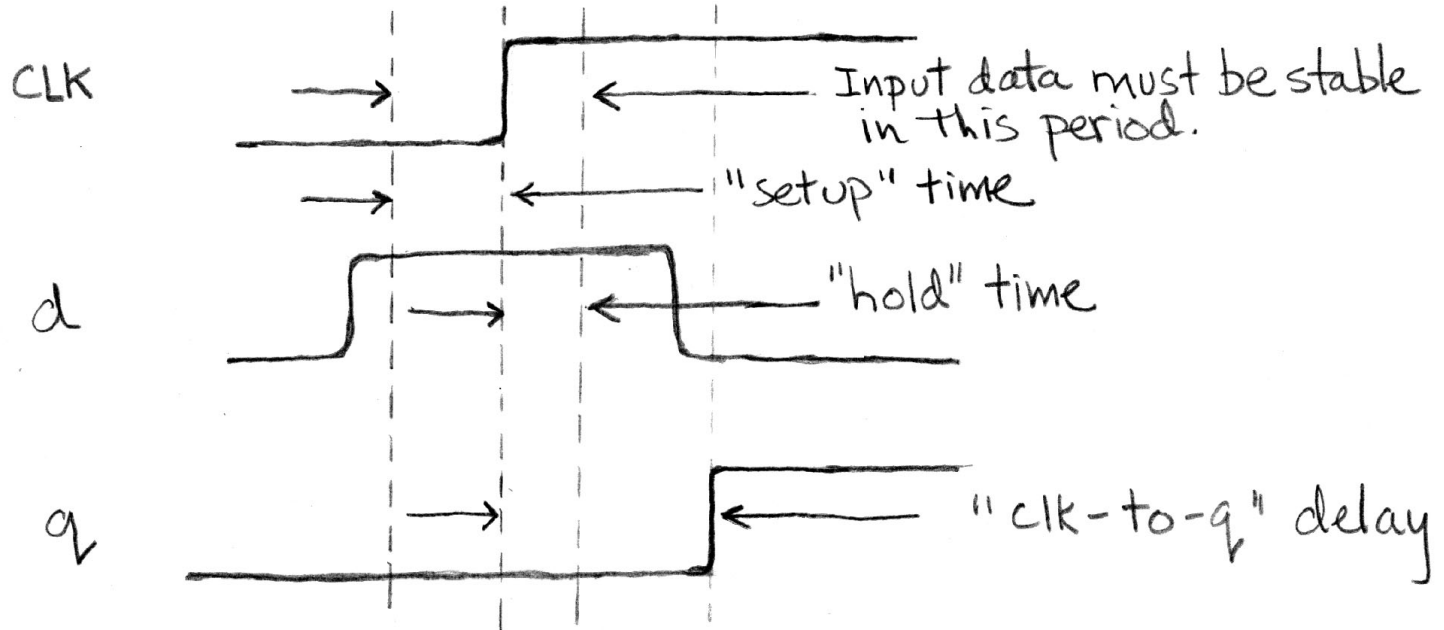 CLK
Input data must be stable
in this period.
"setup" time
d
"hold" time
q
"clk-to-q" delay